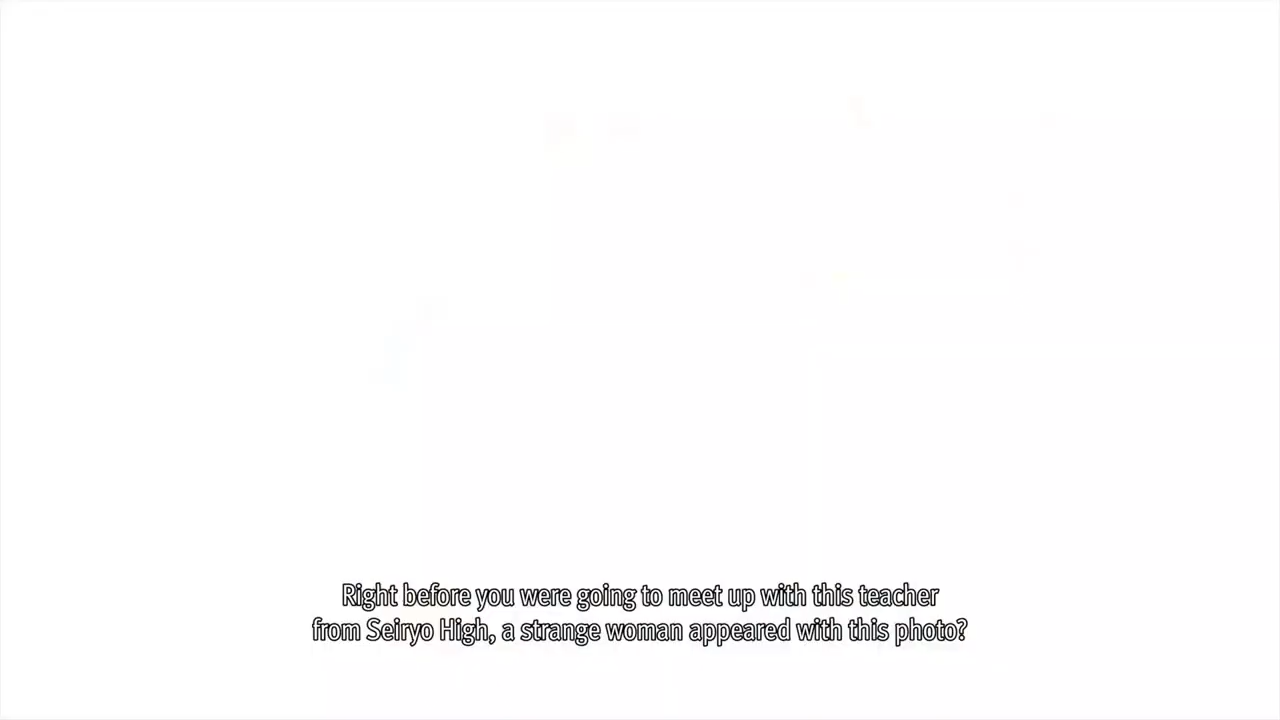 Right before you were going to meet up with this teacher
from Seiryo High, a strange woman appeared with this photo?